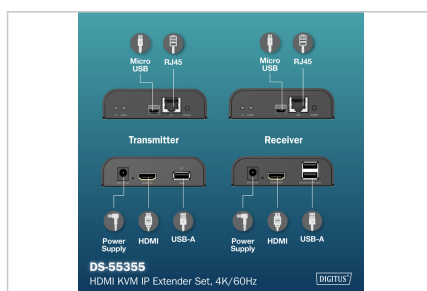 Micro
USB
RJ45
Micro
USB
RJ45
Transmitter
Receiver
Power
Supply
HDMI
USB-A
Power
Supply
HDMI
USB-A
DS-55355
HDMI KVM IP Extender Set, 4K/60Hz
DIGITUS®